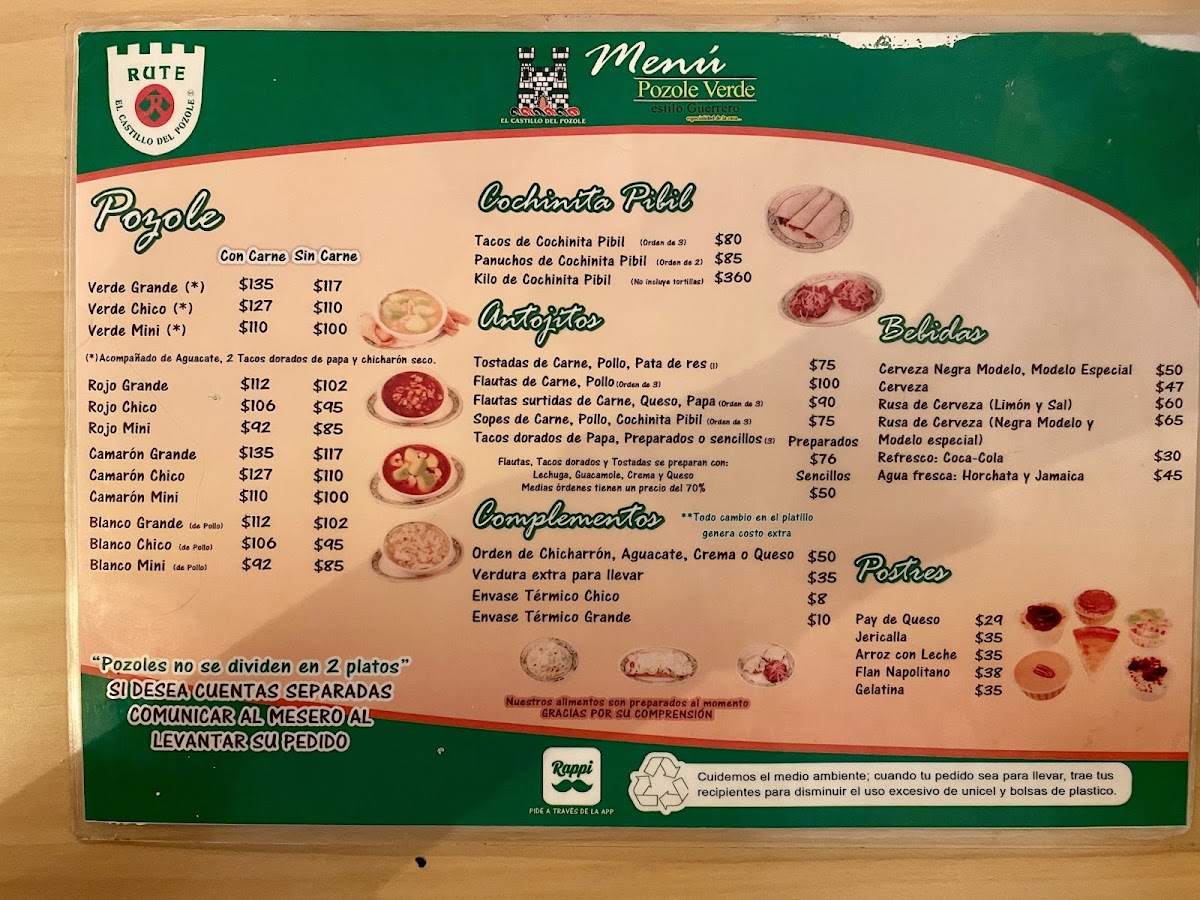 RUTE
EL CASTILLO DEL POZOLE®
EL CASTILLO DEL POZOLE
Menú
Pozole Verde
estilo Guerrero
especialidad de la casa...
Pozole
Con Carne Sin Carne
Verde Grande (*) $135 $117
Verde Chico (*) $127 $110
Verde Mini (*) $110 $100
(*)Acompañado de Aguacate, 2 Tacos dorados de papa y chicharón seco.
Rojo Grande $112 $102
Rojo Chico $106 $95
Rojo Mini $92 $85
Camarón Grande $135 $117
Camarón Chico $127 $110
Camarón Mini $110 $100
Blanco Grande (de Pollo) $112 $102
Blanco Chico (de Pollo) $106 $95
Blanco Mini (de Pollo) $92 $85
"Pozoles no se dividen en 2 platos"
SI DESEA CUENTAS SEPARADAS
COMUNICAR AL MESERO AL
LEVANTAR SU PEDIDO
Cochinita Pibil
Tacos de Cochinita Pibil (Orden de 3) $80
Panuchos de Cochinita Pibil (Orden de 2) $85
Kilo de Cochinita Pibil (No incluye tortillas) $360
Antojitos
Tostadas de Carne, Pollo, Pata de res (1) $75
Flautas de Carne, Pollo (Orden de 3) $100
Flautas surtidas de Carne, Queso, Papa (Orden de 3) $90
Sopes de Carne, Pollo, Cochinita Pibil (Orden de 3) $75
Tacos dorados de Papa, Preparados o sencillos (3) Preparados
$76
Sencillos
$50
Flautas, Tacos dorados y Tostadas se preparan con:
Lechuga, Guacamole, Crema y Queso
Medias órdenes tienen un precio del 70%
Complementos
**Todo cambio en el platillo
genera costo extra
Orden de Chicharrón, Aguacate, Crema o Queso $50
Verdura extra para llevar $35
Envase Térmico Chico $8
Envase Térmico Grande $10
Nuestros alimentos son preparados al momento
GRACIAS POR SU COMPRENSIÓN
Bebidas
Cerveza Negra Modelo, Modelo Especial $50
Cerveza $47
Rusa de Cerveza (Limón y Sal) $60
Rusa de Cerveza (Negra Modelo y $65
Modelo especial)
Refresco: Coca-Cola $30
Agua fresca: Horchata y Jamaica $45
Postres
Pay de Queso $29
Jericalla $35
Arroz con Leche $35
Flan Napolitano $38
Gelatina $35
Rappi
PIDE A TRAVÉS DE LA APP
Cuidemos el medio ambiente; cuando tu pedido sea para llevar, trae tus
recipientes para disminuir el uso excesivo de unicel y bolsas de plastico.